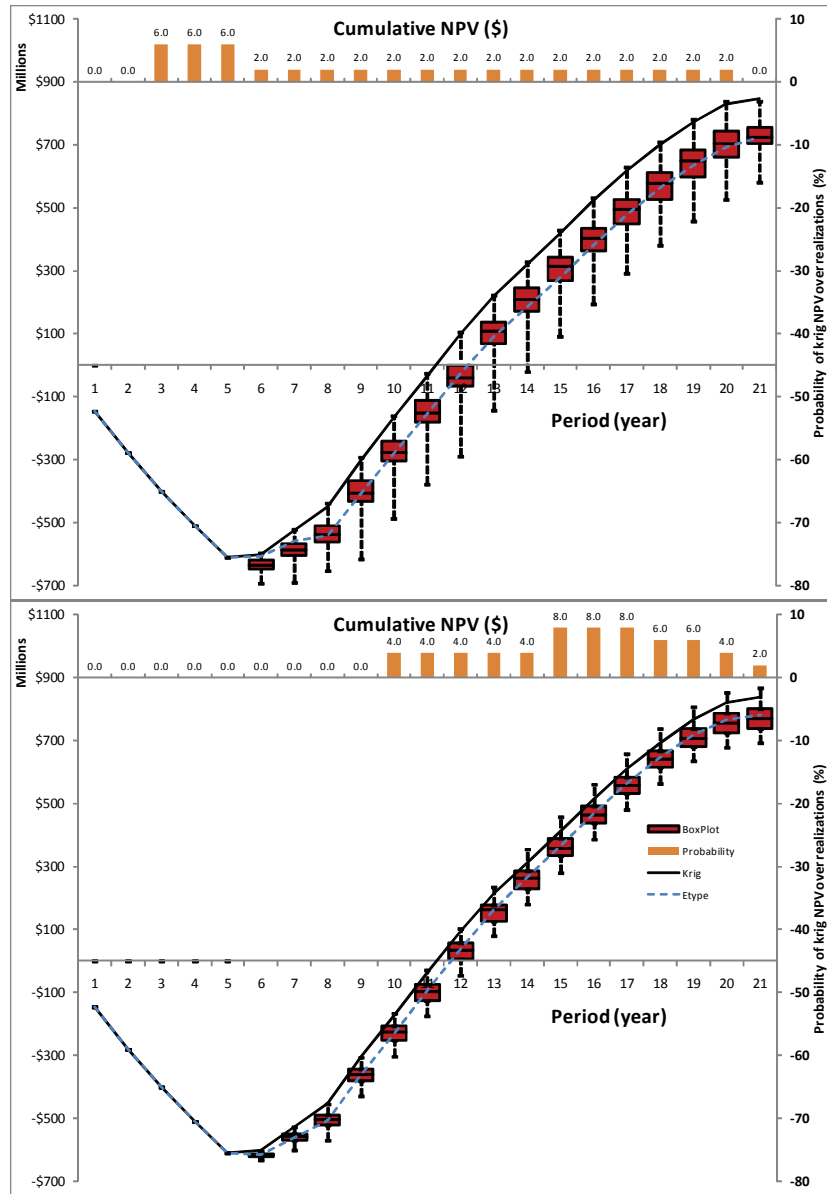 Cumulative NPV ($)
Millions
$1100
$900
$700
$500
$300
$100
-$100
-$300
-$500
-$700
0.0 0.0 6.0 6.0 6.0 2.0 2.0 2.0 2.0 2.0 2.0 2.0 2.0 2.0 2.0 2.0 2.0 2.0 2.0 2.0 0.0
1 2 3 4 5 6 7 8 9 10 11 12 13 14 15 16 17 18 19 20 21
Period (year)
10
0
-10
-20
-30
-40
-50
-60
-70
-80
Probability of krig NPV over realizations (%)
Cumulative NPV ($)
Millions
$1100
$900
$700
$500
$300
$100
-$100
-$300
-$500
-$700
0.0 0.0 0.0 0.0 0.0 0.0 0.0 0.0 0.0 4.0 4.0 4.0 4.0 4.0 8.0 8.0 8.0 6.0 6.0 4.0 2.0
BoxPlot
Probability
Krig
Etype
1 2 3 4 5 6 7 8 9 10 11 12 13 14 15 16 17 18 19 20 21
Period (year)
10
0
-10
-20
-30
-40
-50
-60
-70
-80
Probability of krig NPV over realizations (%)